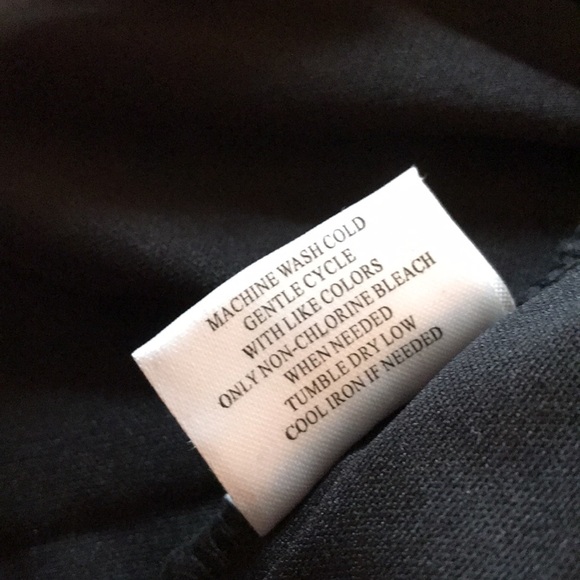 MACHINE WASH COLD
GENTLE CYCLE
WITH LIKE COLORS
ONLY NON-CHLORINE BLEACH
WHEN NEEDED
TUMBLE DRY LOW
COOL IRON IF NEEDED